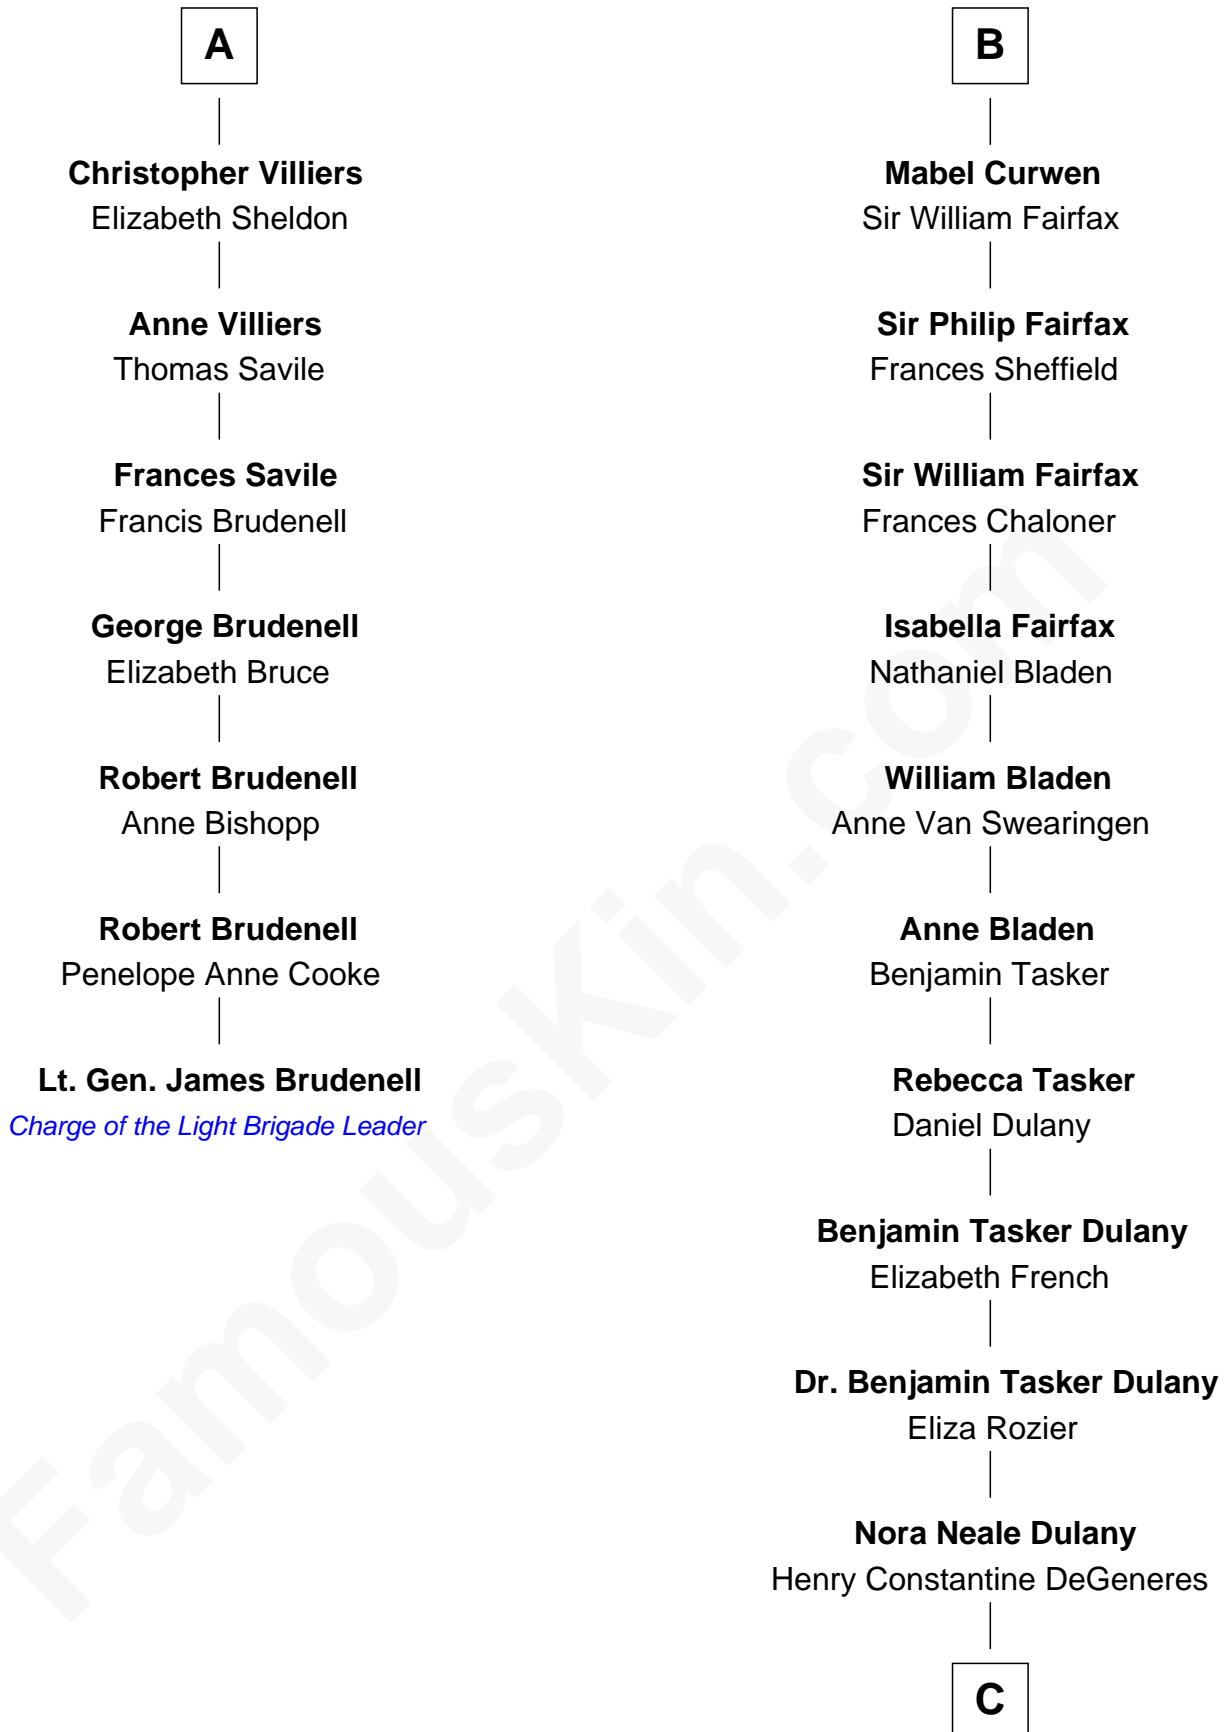 A
Christopher Villiers
Elizabeth Sheldon
Anne Villiers
Thomas Savile
Frances Savile
Francis Brudenell
George Brudenell
Elizabeth Bruce
Robert Brudenell
Anne Bishopp
Robert Brudenell
Penelope Anne Cooke
Lt. Gen. James Brudenell
Charge of the Light Brigade Leader
B
Mabel Curwen
Sir William Fairfax
Sir Philip Fairfax
Frances Sheffield
Sir William Fairfax
Frances Chaloner
Isabella Fairfax
Nathaniel Bladen
William Bladen
Anne Van Swearingen
Anne Bladen
Benjamin Tasker
Rebecca Tasker
Daniel Dulany
Benjamin Tasker Dulany
Elizabeth French
Dr. Benjamin Tasker Dulany
Eliza Rozier
Nora Neale Dulany
Henry Constantine DeGeneres
C
FamousKin.com